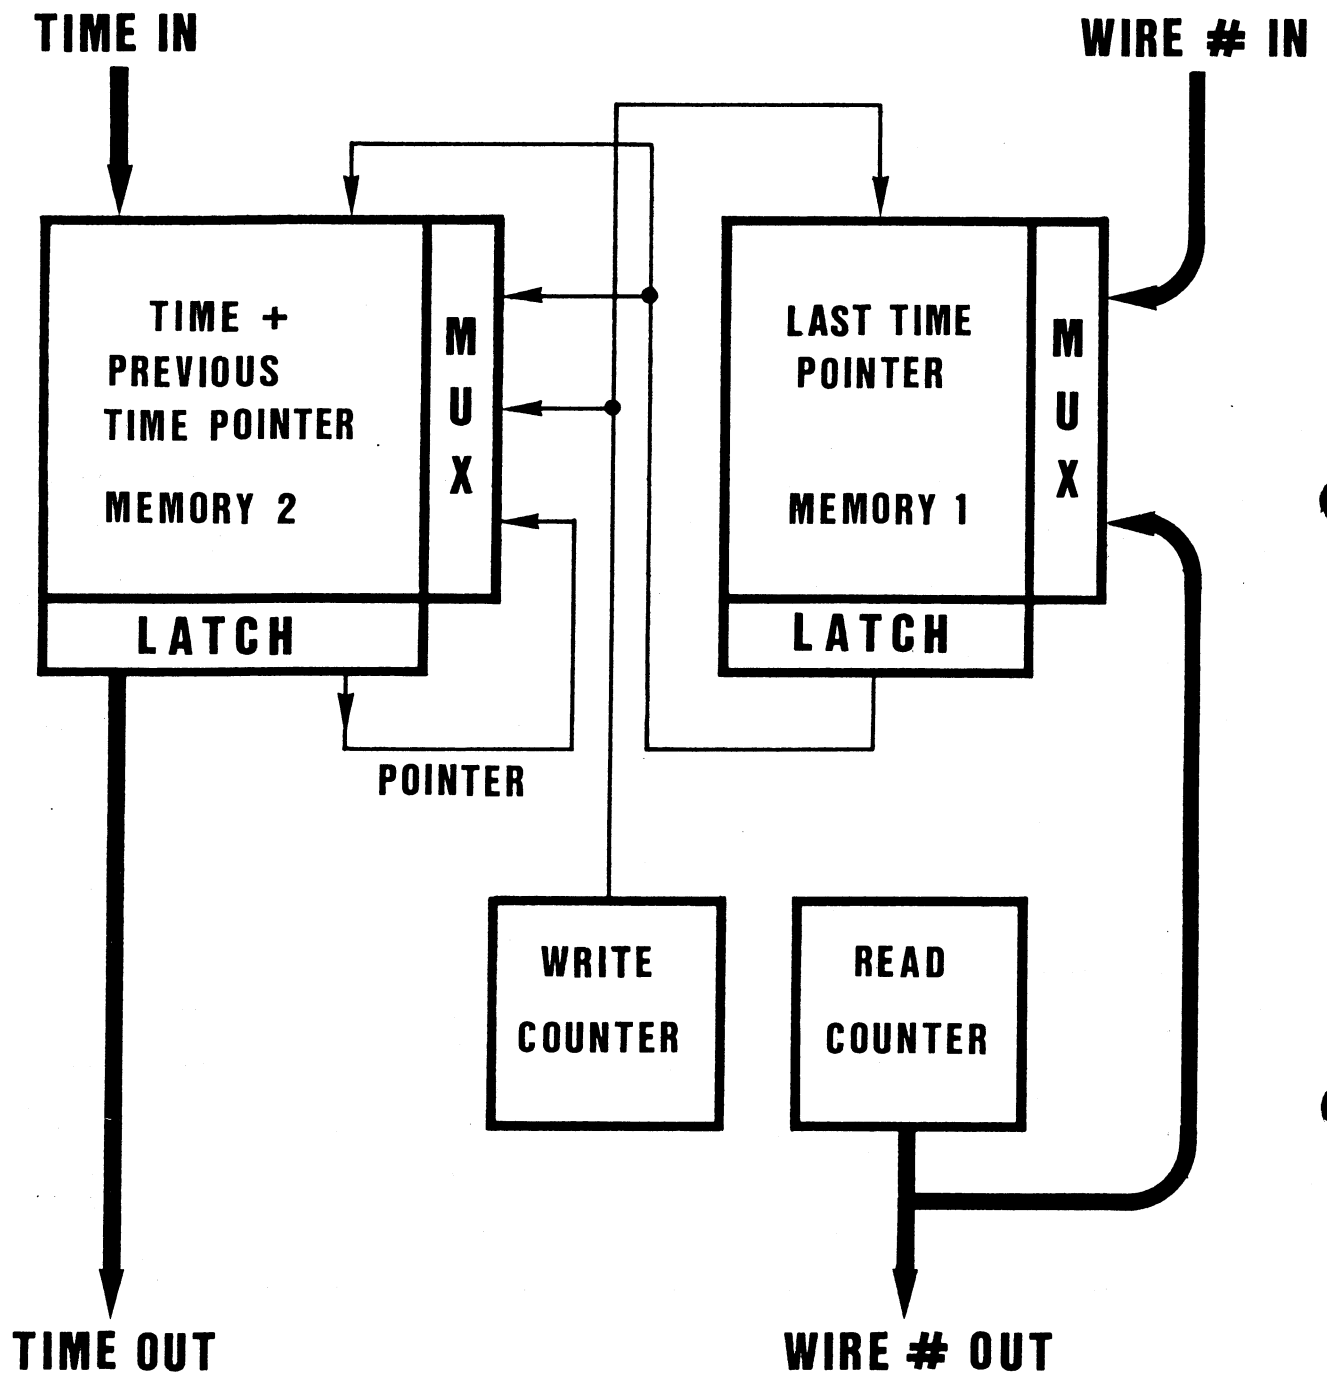 TIME IN
WIRE # IN
TIME +
PREVIOUS
TIME POINTER
MEMORY 2
M
U
X
LATCH
LAST TIME
POINTER
MEMORY 1
M
U
X
LATCH
POINTER
WRITE
COUNTER
READ
COUNTER
TIME OUT
WIRE # OUT